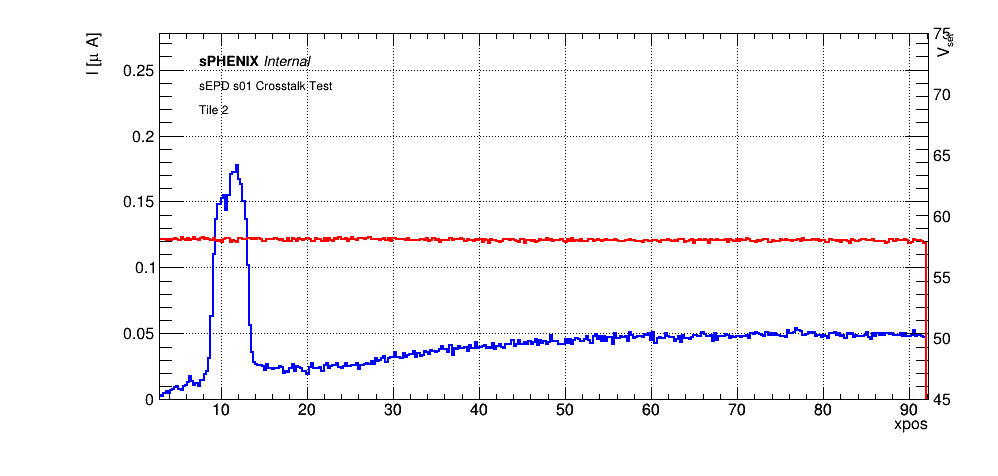 I [μ A]
75
V set
sPHENIX Internal
0.25
sEPD s01 Crosstalk Test
70
Tile 2
0.2
65
0.15
60
0.1
55
0.05
50
0
45
10 20 30 40 50 60 70 80 90
xpos